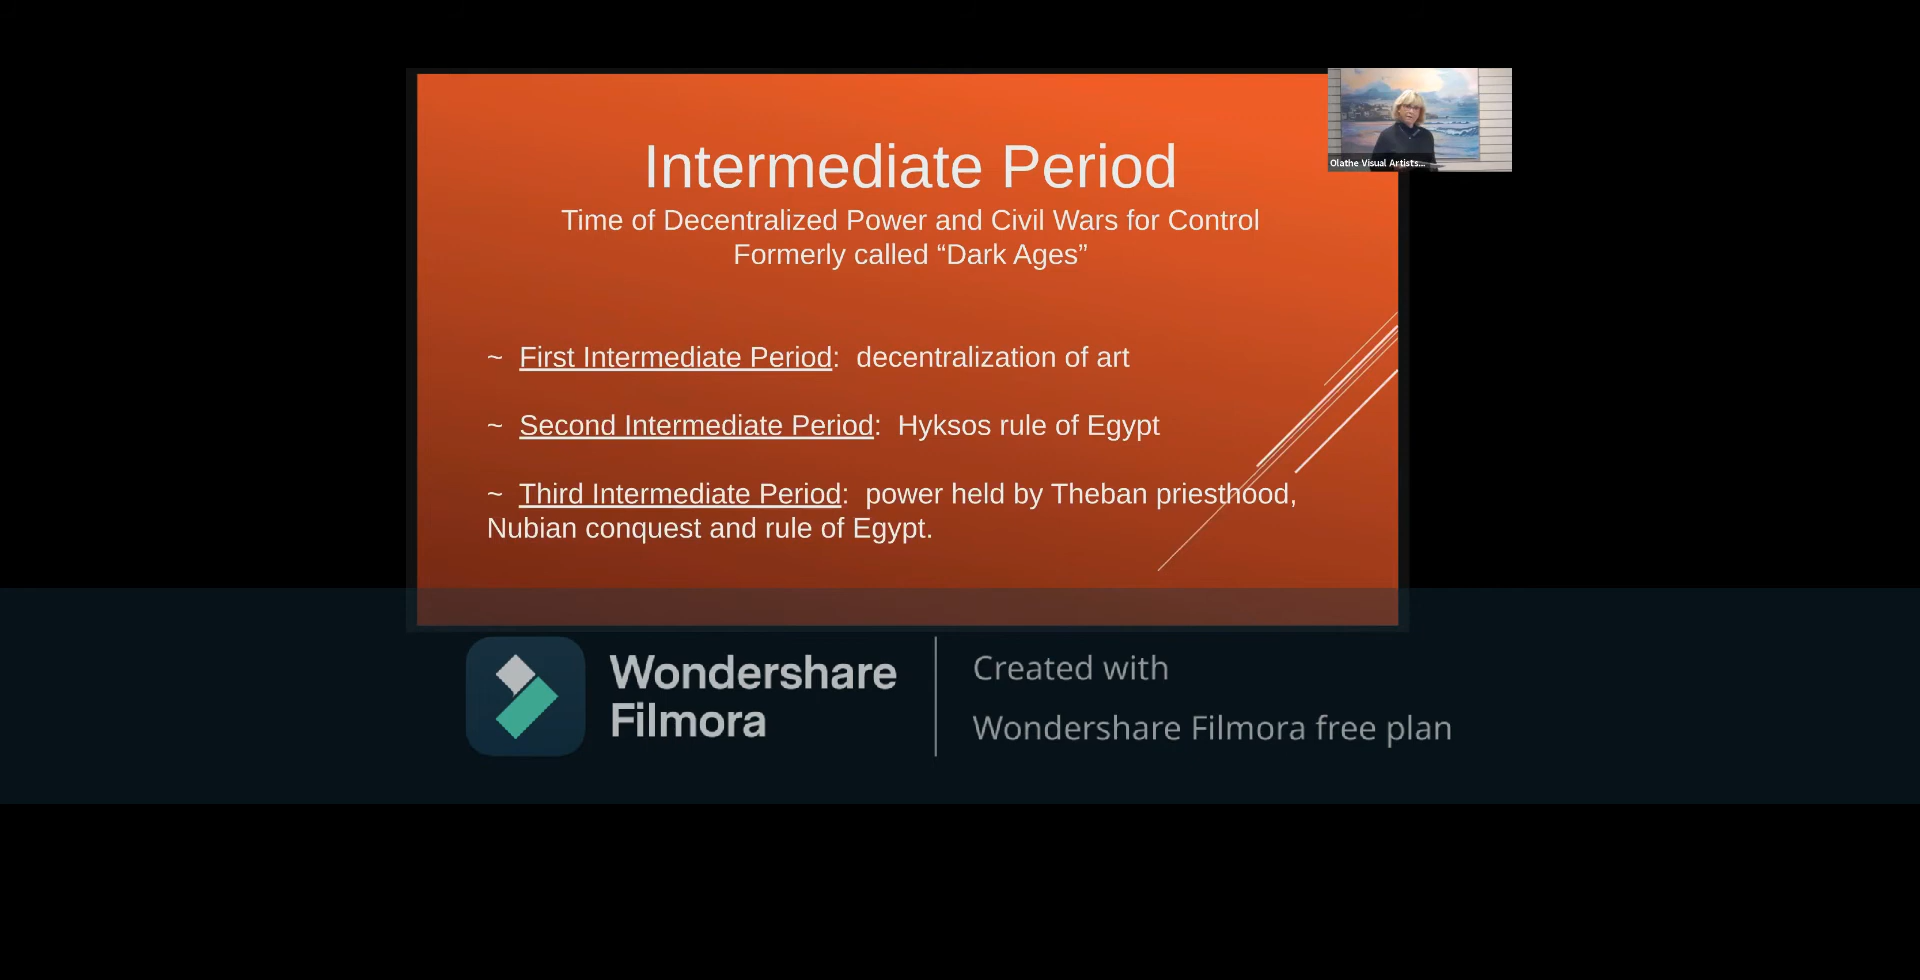 Intermediate Period
Time of Decentralized Power and Civil Wars for Control
Formerly called “Dark Ages”
~ First Intermediate Period: decentralization of art
~ Second Intermediate Period: Hyksos rule of Egypt
~ Third Intermediate Period: power held by Theban priesthood,
Nubian conquest and rule of Egypt.
Olathe Visual Artists...
Wondershare
Filmora
Created with
Wondershare Filmora free plan